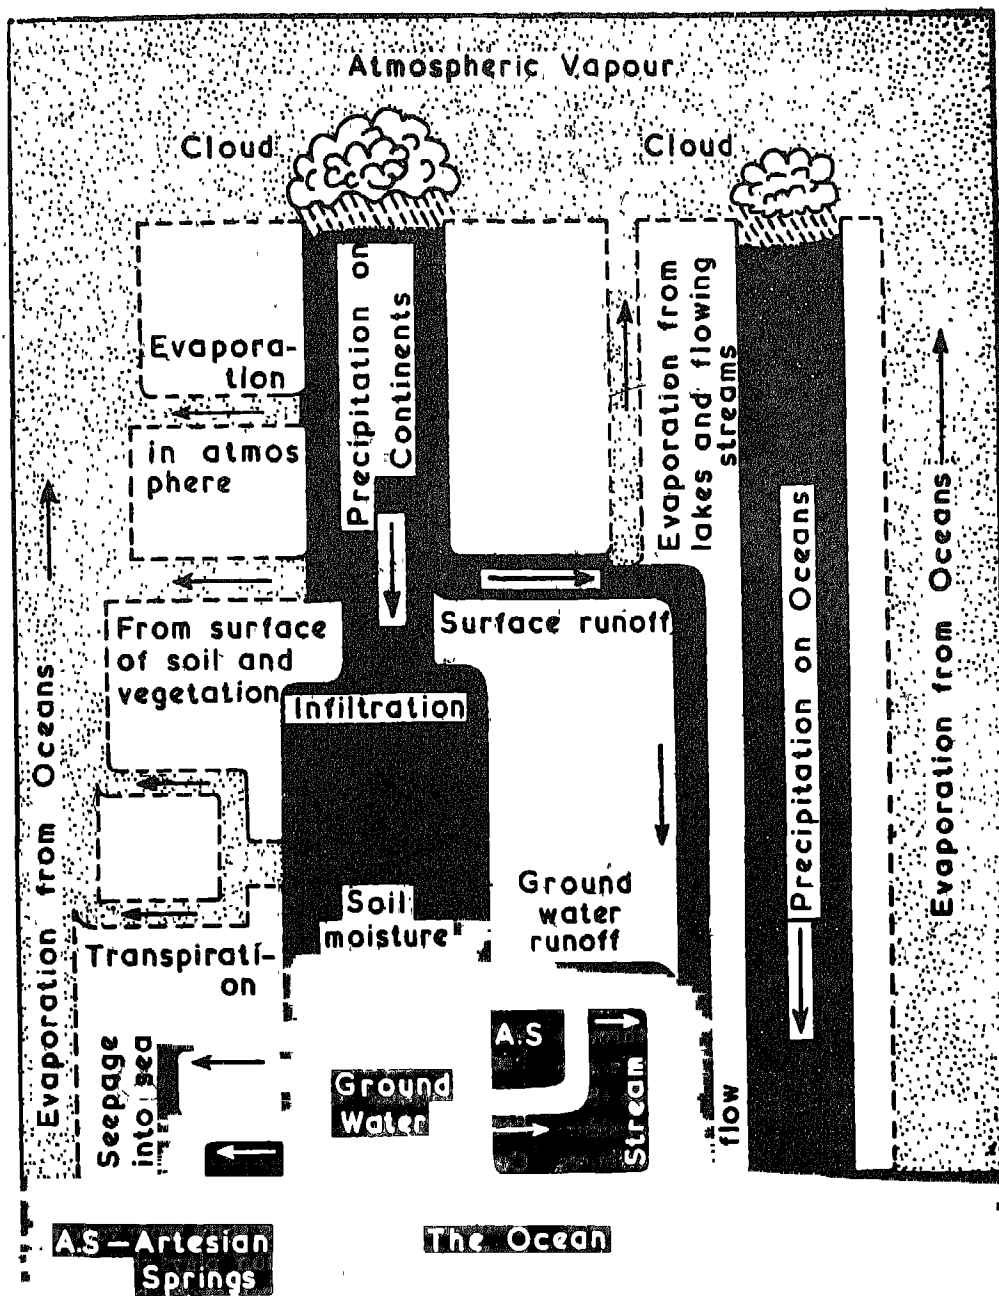 Atmospheric Vapour
Cloud
Cloud
Evapora-
tion
in atmos
phere
Precipitation on
Continents
Evaporation from
lakes and flowing
streams
From surface
of soil and
vegetation
Surface runoff
Infiltration
Precipitation on Oceans
Evaporation from Oceans
Evaporation from Oceans
Soil
moisture
Ground
water
runoff
Transpirati-
on
Seepage
into sea
Ground
Water
A.S
Stream
flow
A.S – Artesian
Springs
The Ocean